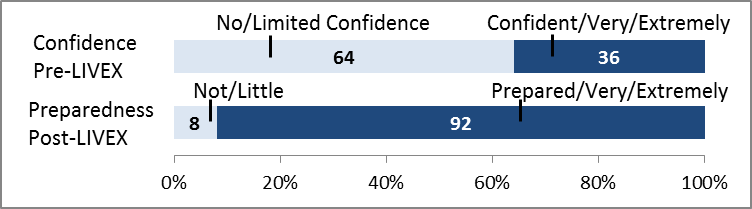 No/Limited Confidence Confident/Very/Extremely
Confidence
Pre-LIVEX
64 36
Not/Little Prepared/Very/Extremely
Preparedness
Post-LIVEX
8 92
0% 20% 40% 60% 80% 100%